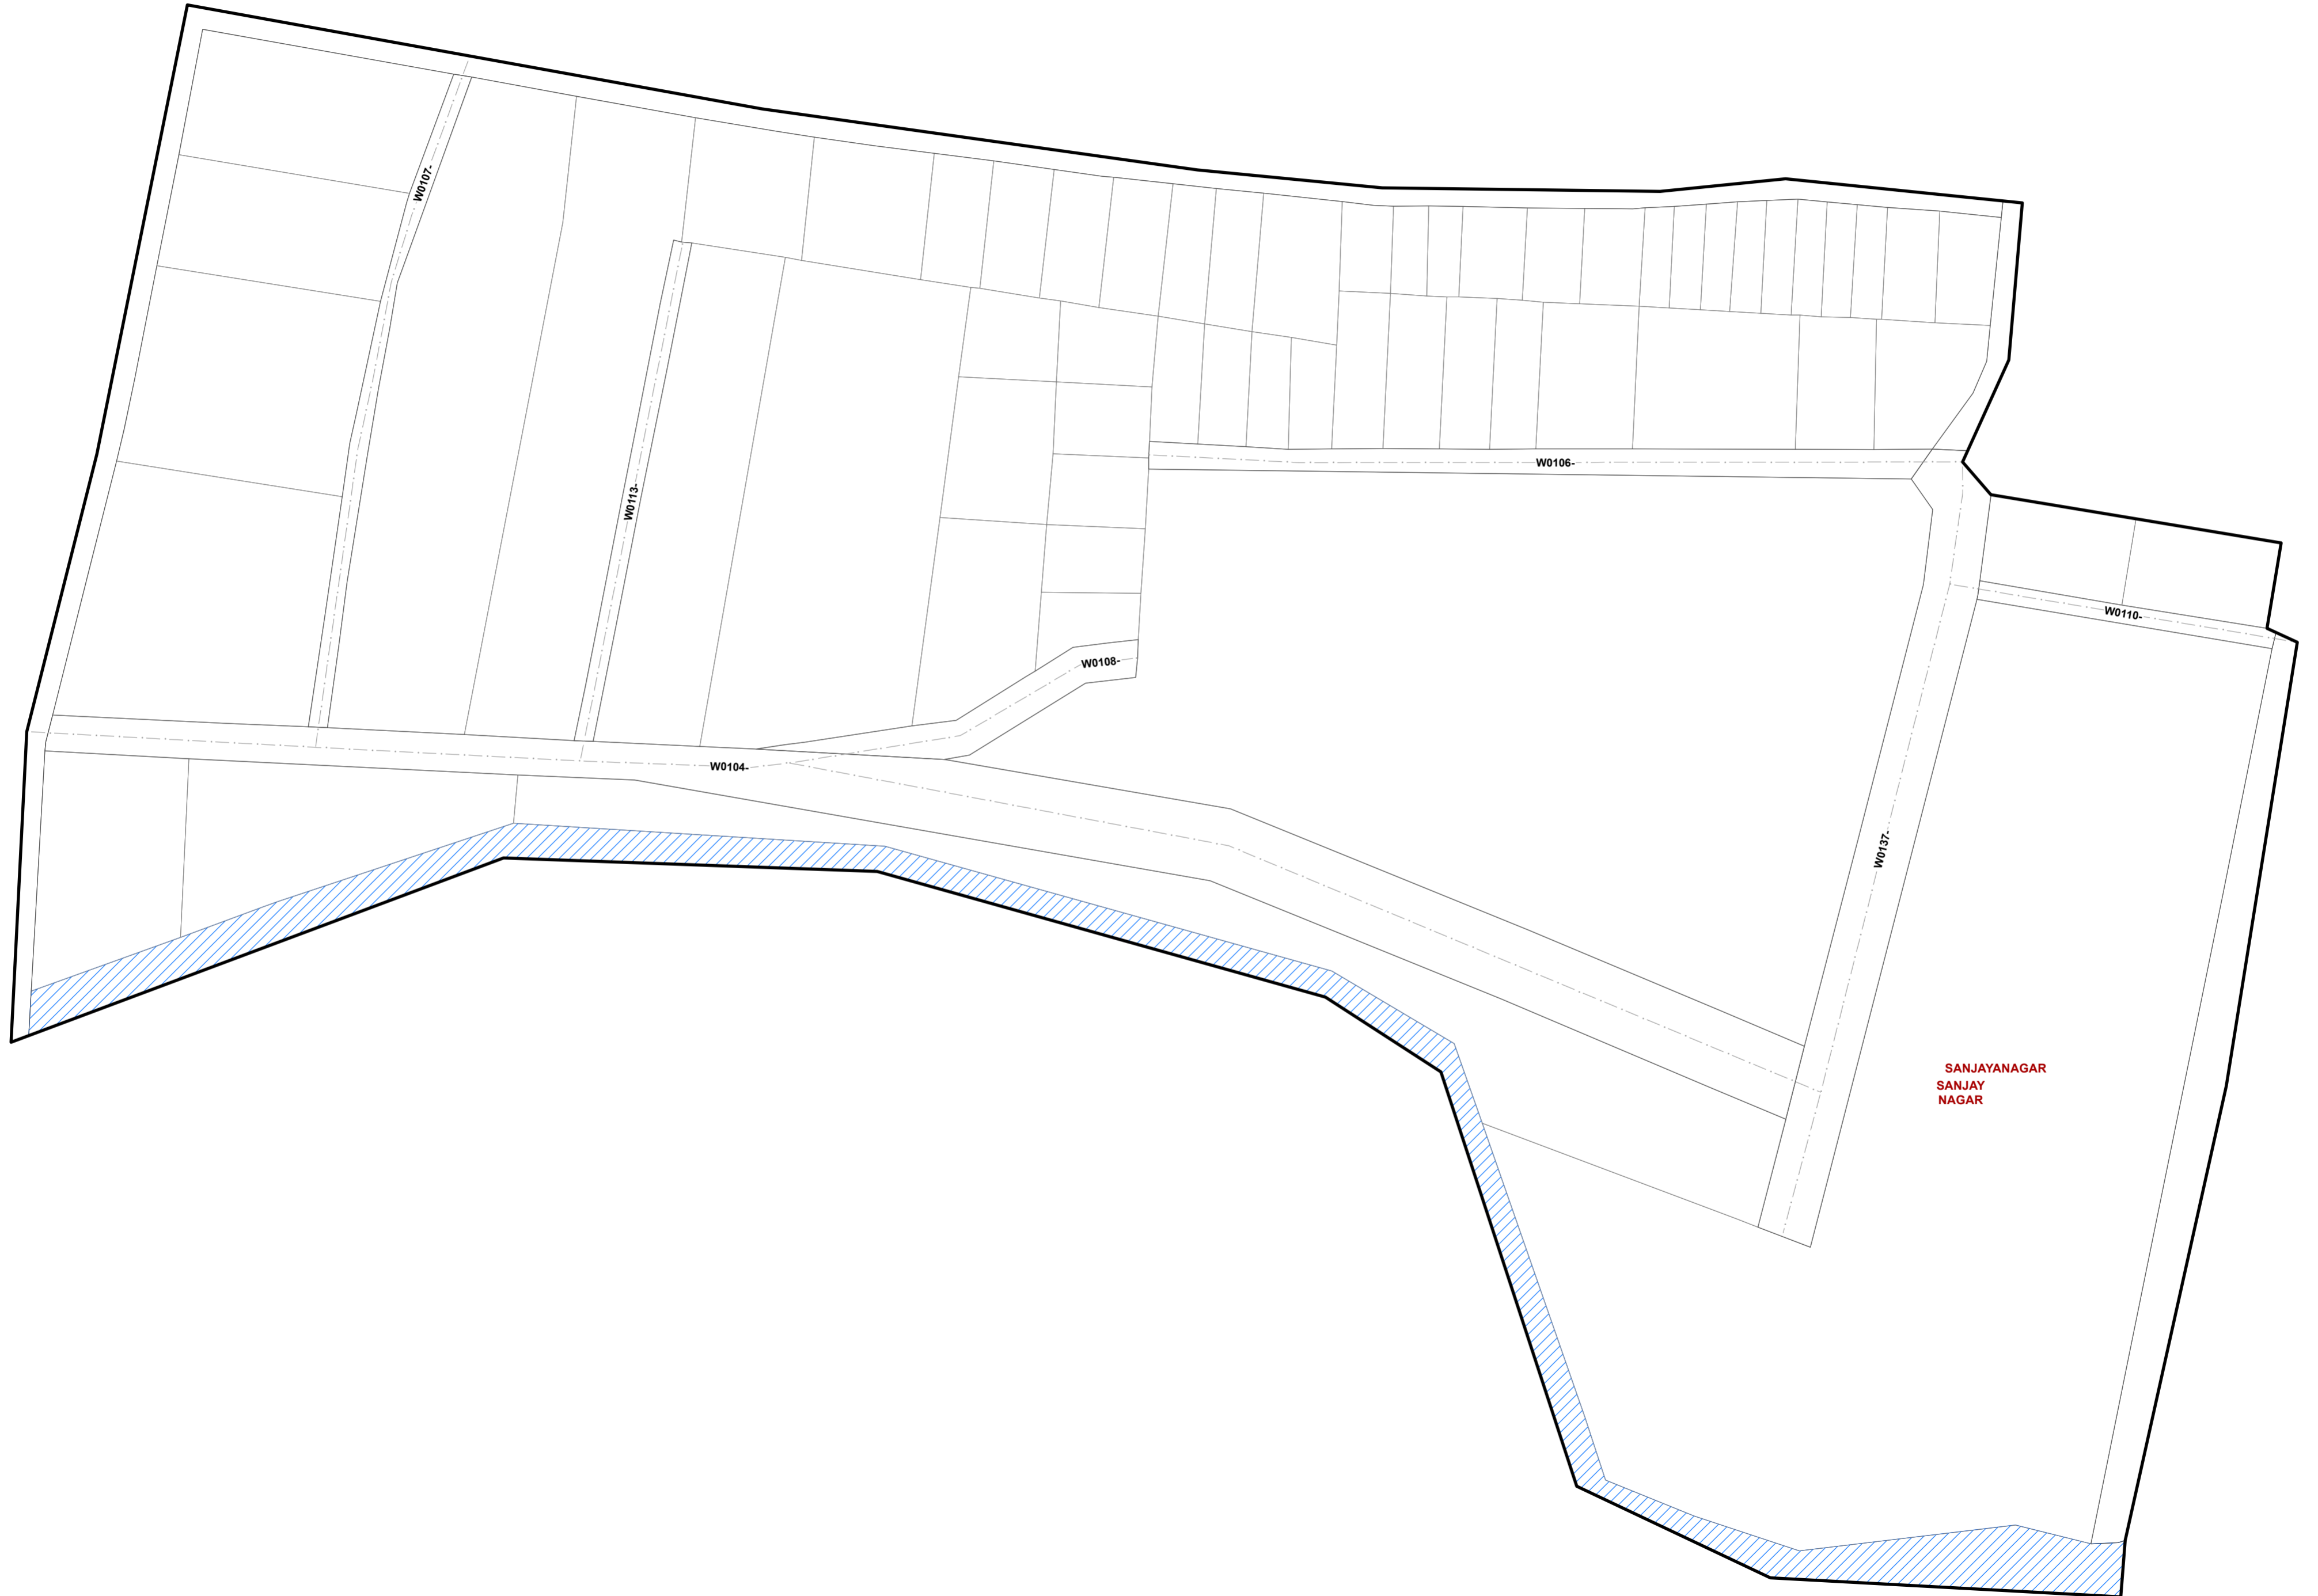 W0107-
W0113-
W0106-
W0110-
W0108-
W0104-
W0137-
SANJAYANAGAR
SANJAY
NAGAR